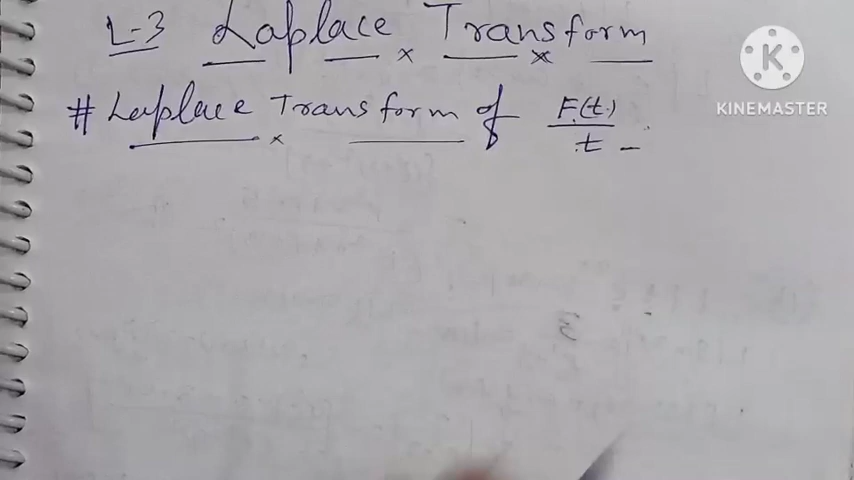 L-3 Laplace Transform
K
KINEMASTER
# Laplace Transform of F(t)/t -